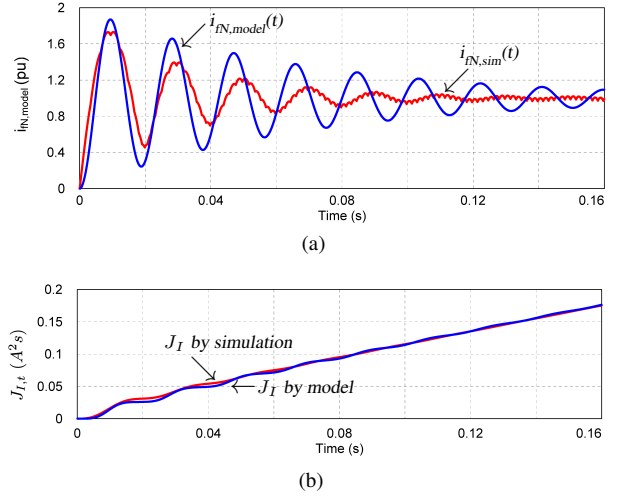 2
1.6
1.2
0.8
0.4
0
i_{fN,model} (pu)
i_{fN,model}(t)
i_{fN,sim}(t)
0 0.04 0.08 0.12 0.16
Time (s)
(a)
0.2
0.15
0.1
0.05
0
J_{I,t} (A^2s)
J_I by simulation
J_I by model
0 0.04 0.08 0.12 0.16
Time (s)
(b)